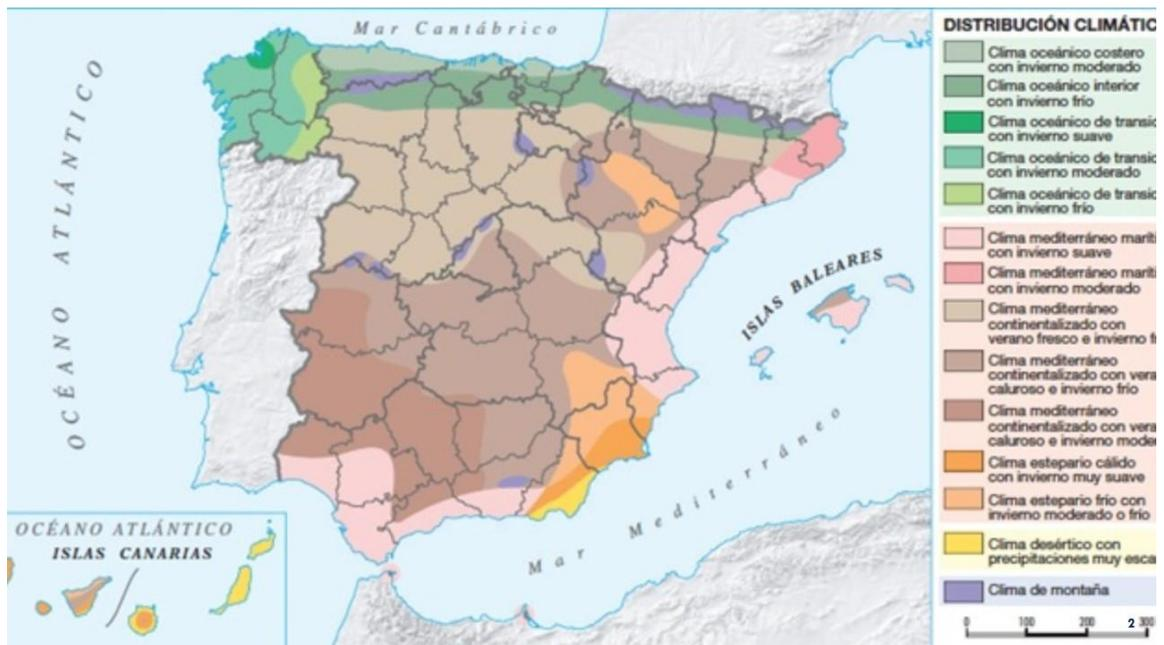 Mar Cantábrico
OCÉANO ATLÁNTICO
ISLAS BALEARES
Mar Mediterráneo
OCÉANO ATLÁNTICO
ISLAS CANARIAS
DISTRIBUCIÓN CLIMÁTIC
Clima oceánico costero
con invierno moderado
Clima oceánico interior
con invierno frío
Clima oceánico de transic
con invierno suave
Clima oceánico de transic
con invierno moderado
Clima oceánico de transic
con invierno frío
Clima mediterráneo maríti
con invierno suave
Clima mediterráneo maríti
con invierno moderado
Clima mediterráneo
continentalizado con
verano fresco e invierno fr
Clima mediterráneo
continentalizado con vera
caluroso e invierno frío
Clima mediterráneo
continentalizado con vera
caluroso e invierno moder
Clima estepario cálido
con invierno muy suave
Clima estepario frío con
invierno moderado o frío
Clima desértico con
precipitaciones muy esca
Clima de montaña
0 100 200 2 300